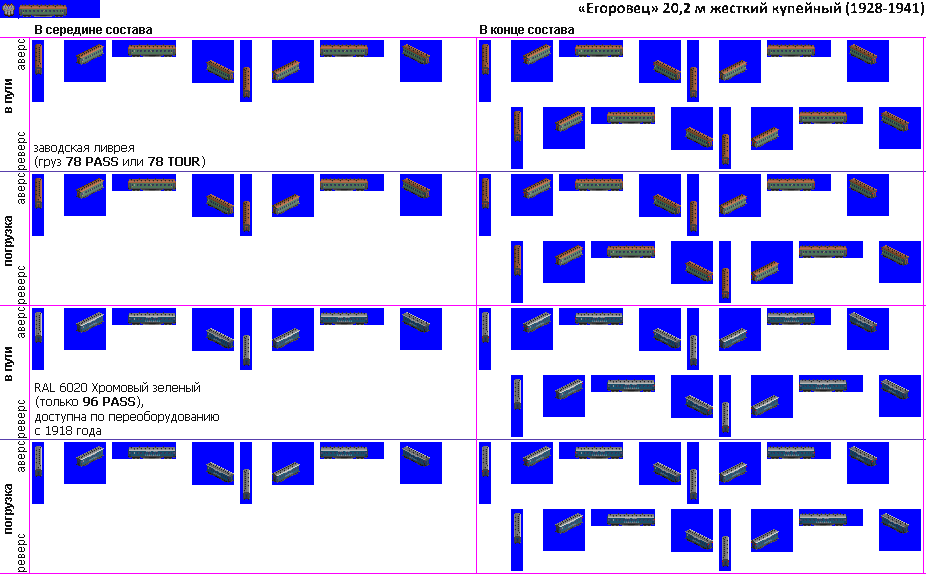 «Егоровец» 20,2 м жесткий купейный (1928-1941)
В середине состава
В конце состава
в пути
аверс
реверс
заводская ливрея
(груз 78 PASS или 78 TOUR)
погрузка
аверс
реверс
в пути
аверс
реверс
RAL 6020 Хромовый зеленый
(только 96 PASS),
доступна по переоборудованию
с 1918 года
погрузка
аверс
реверс